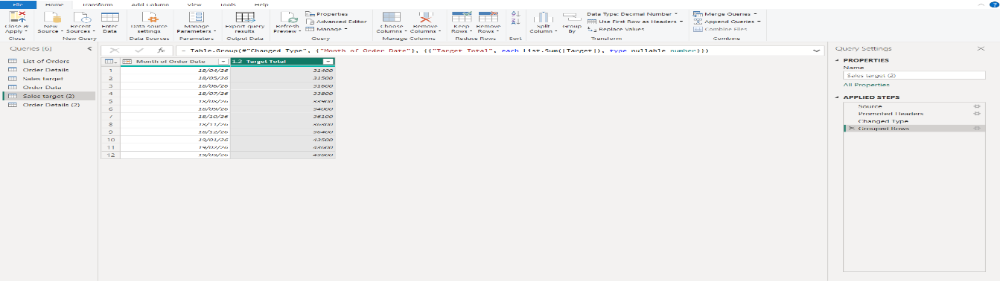 File Home Transform Add Column View Tools Help
Close & Apply
New Source
Recent Sources
Enter Data
Data source settings
Manage Parameters
Export query results
Refresh Preview
Properties
Advanced Editor
Manage
Choose Columns
Remove Columns
Keep Rows
Remove Rows
Split Column
Group By
Data Type: Decimal Number
Use First Row as Headers
Replace Values
Merge Queries
Append Queries
Combine Files
Close New Query Data Sources Parameters Output Data Query Manage Columns Reduce Rows Sort Transform Combine
Queries [6]
List of Orders
Order Details
Sales target
Order Data
Sales target (2)
Order Details (2)
= Table.Group(#"Changed Type", {"Month of Order Date"}, {{"Target Total", each List.Sum([Target]), type nullable number}})
Month of Order Date 1.2 Target Total
1 18/04/26 31400
2 18/05/26 31500
3 18/06/26 31600
4 18/07/26 33800
5 18/08/26 33900
6 18/09/26 34000
7 18/10/26 36100
8 18/11/26 36800
9 18/12/26 36400
10 19/01/26 43500
11 19/02/26 43600
12 19/03/26 43800
Query Settings
PROPERTIES
Name
Sales target (2)
All Properties
APPLIED STEPS
Source
Promoted Headers
Changed Type
Grouped Rows